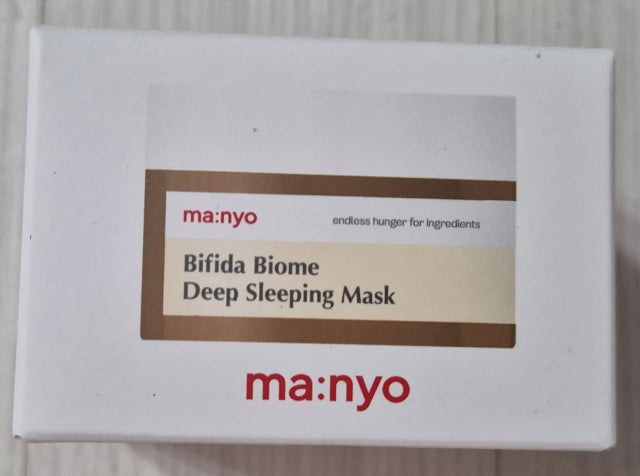 ma:nyo endless hunger for ingredients
Bifida Biome
Deep Sleeping Mask
ma:nyo